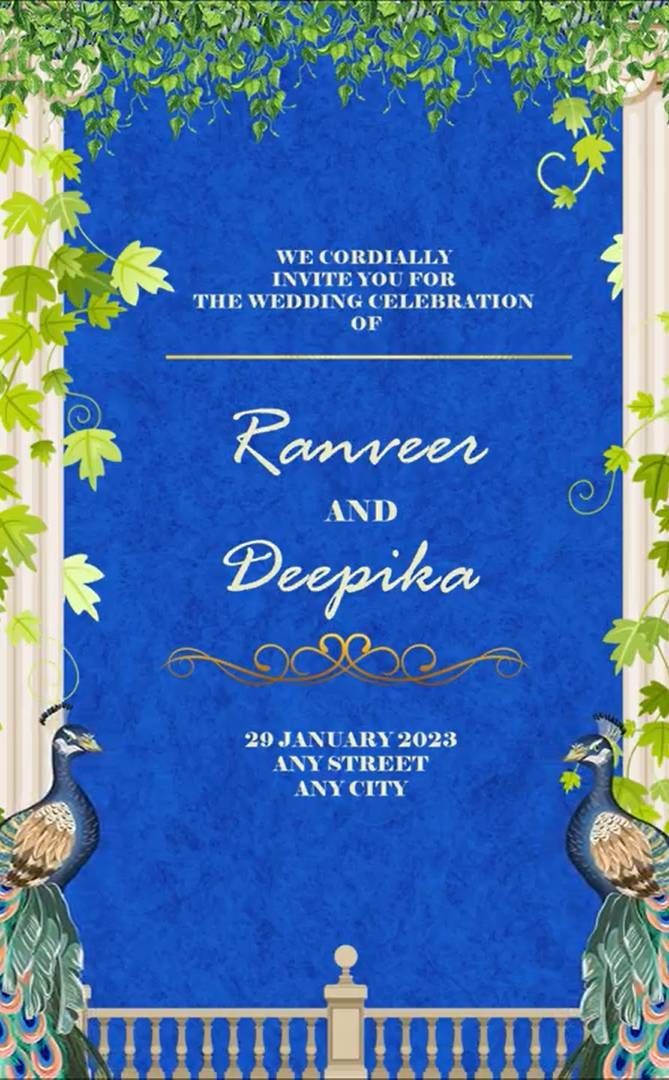 WE CORDIALLY
INVITE YOU FOR
THE WEDDING CELEBRATION
OF
Ranveer
AND
Deepika
29 JANUARY 2023
ANY STREET
ANY CITY